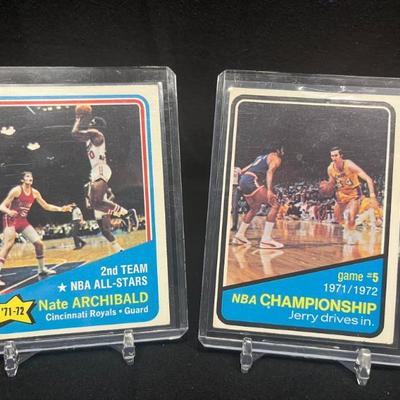 2nd TEAM
★ NBA ALL-STARS
'71-72
Nate ARCHIBALD
Cincinnati Royals • Guard
game #5
1971/1972
NBA CHAMPIONSHIP
Jerry drives in.